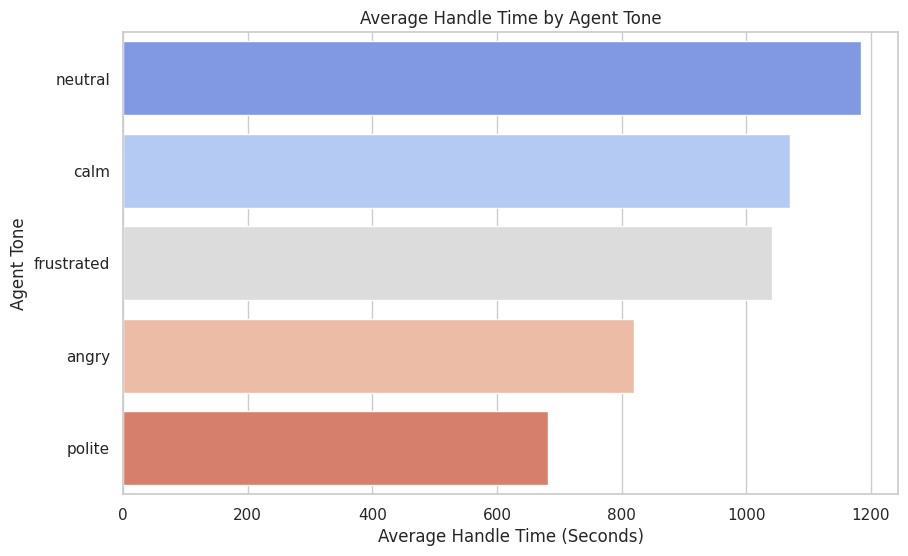 Average Handle Time by Agent Tone
neutral
calm
frustrated
angry
polite
Agent Tone
0 200 400 600 800 1000 1200
Average Handle Time (Seconds)